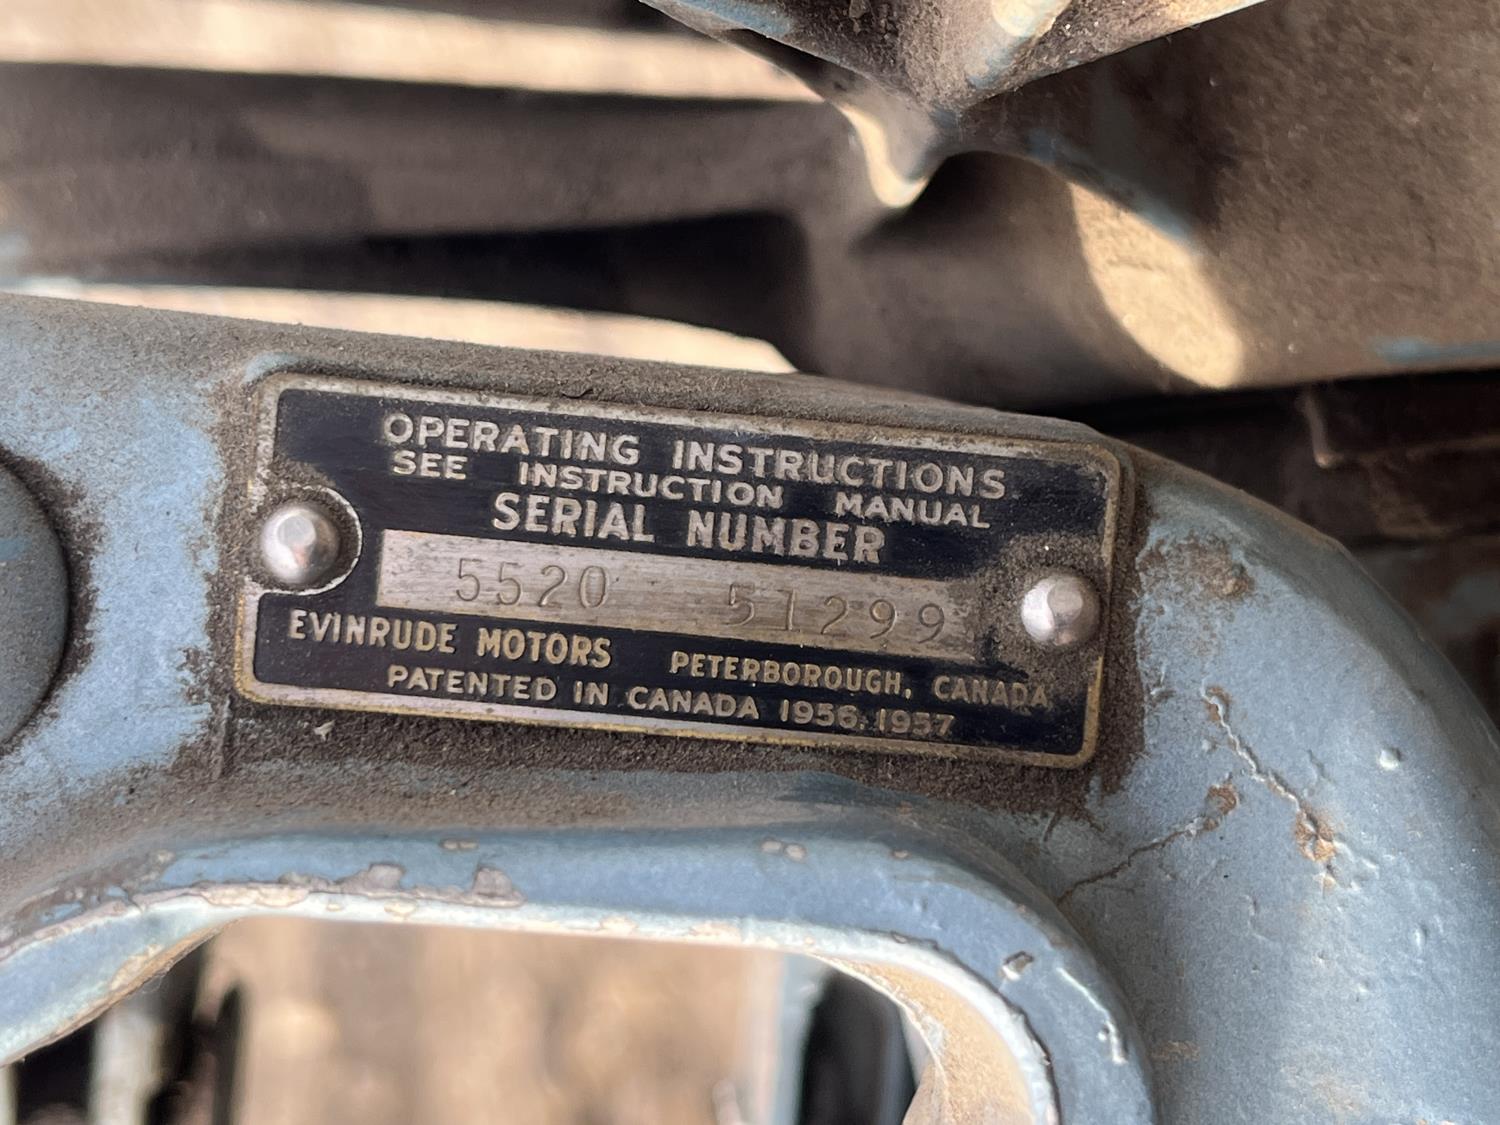 OPERATING INSTRUCTIONS
SEE INSTRUCTION MANUAL
SERIAL NUMBER
5520 51299
EVINRUDE MOTORS PETERBOROUGH, CANADA
PATENTED IN CANADA 1956, 1957